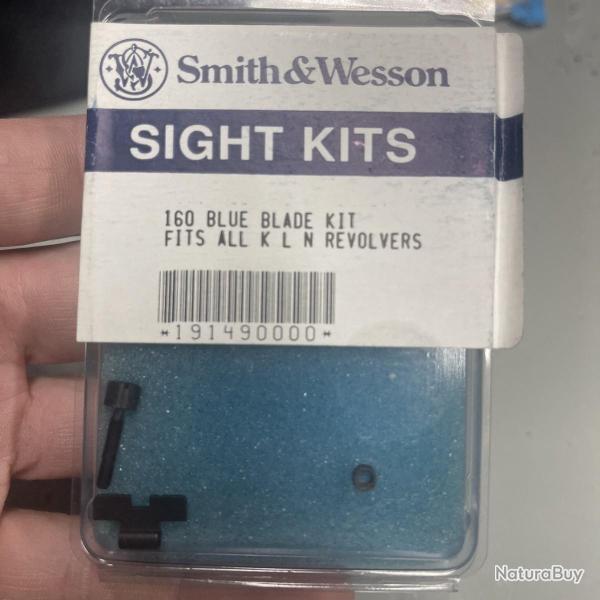 Smith & Wesson
SIGHT KITS
160 BLUE BLADE KIT
FITS ALL K L N REVOLVERS
*191490000*
NaturaBuy